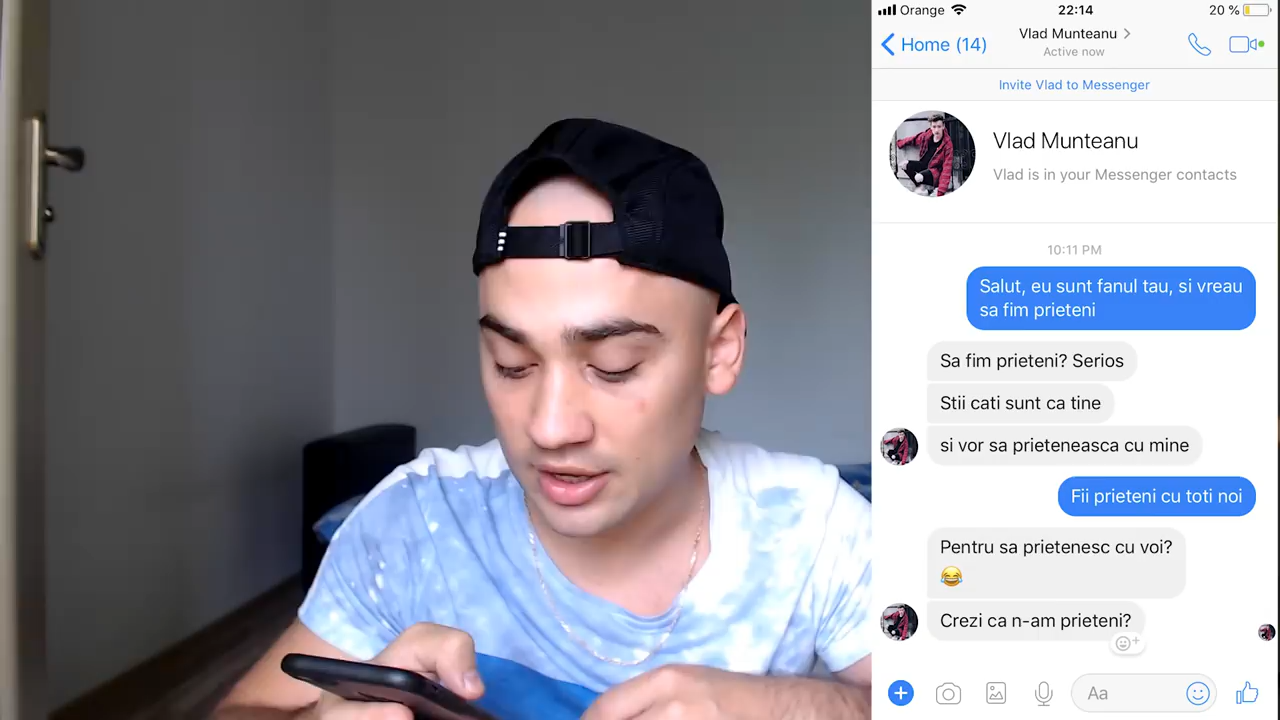 Orange
22:14
20 %
Home (14)
Vlad Munteanu
Active now
Invite Vlad to Messenger
Vlad Munteanu
Vlad is in your Messenger contacts
10:11 PM
Salut, eu sunt fanul tau, si vreau
sa fim prieteni
Sa fim prieteni? Serios
Stii cati sunt ca tine
si vor sa prieteneasca cu mine
Fii prieteni cu toti noi
Pentru sa prietenesc cu voi?
😂
Crezi ca n-am prieteni?
Aa